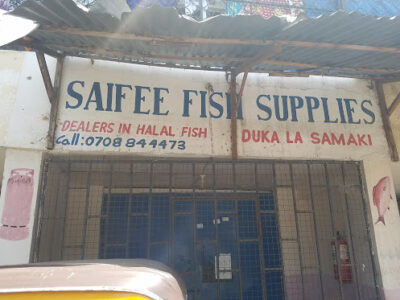 SAIFEE FISH SUPPLIES
DEALERS IN HALAL FISH DUKA LA SAMAKI
Call: 0708 844473